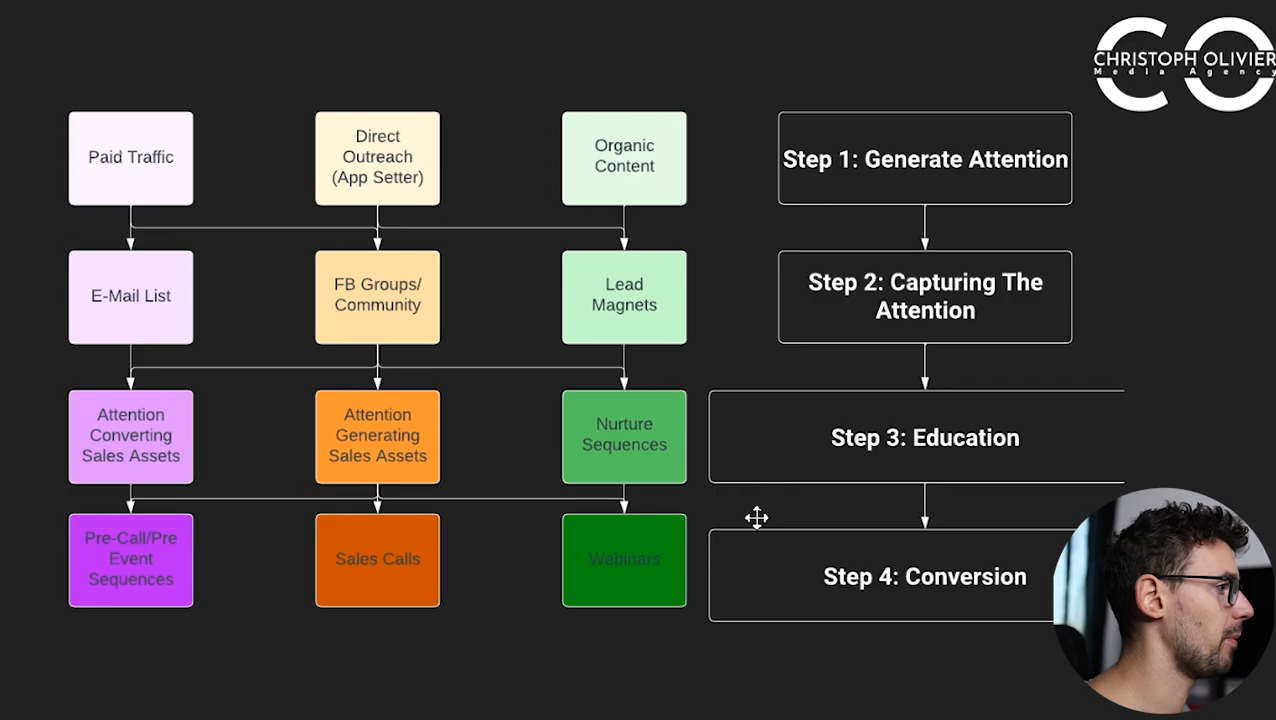 CHRISTOPH OLIVIER
Media Agency
Paid Traffic
Direct
Outreach
(App Setter)
Organic
Content
Step 1: Generate Attention
E-Mail List
FB Groups/
Community
Lead
Magnets
Step 2: Capturing The
Attention
Attention
Converting
Sales Assets
Attention
Generating
Sales Assets
Nurture
Sequences
Step 3: Education
Pre-Call/Pre
Event
Sequences
Sales Calls
Webinars
Step 4: Conversion